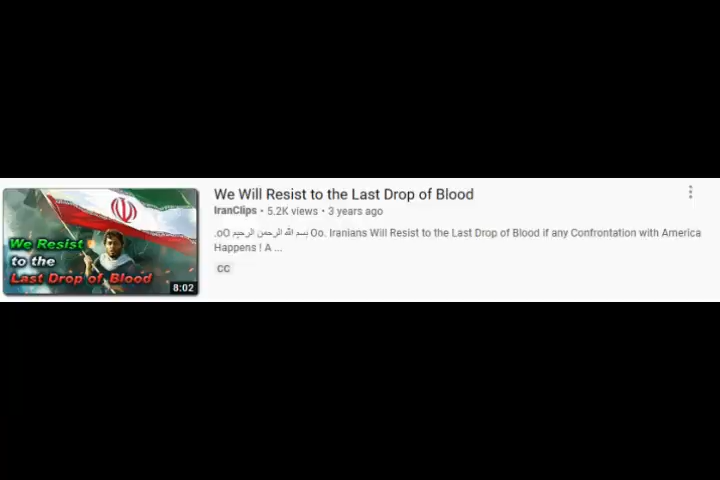 We Resist
to the
Last Drop of Blood
8:02
We Will Resist to the Last Drop of Blood
IranClips • 5.2K views • 3 years ago
.oO بسم الله الرحمن الرحيم Oo. Iranians Will Resist to the Last Drop of Blood if any Confrontation with America
Happens ! A ...
CC